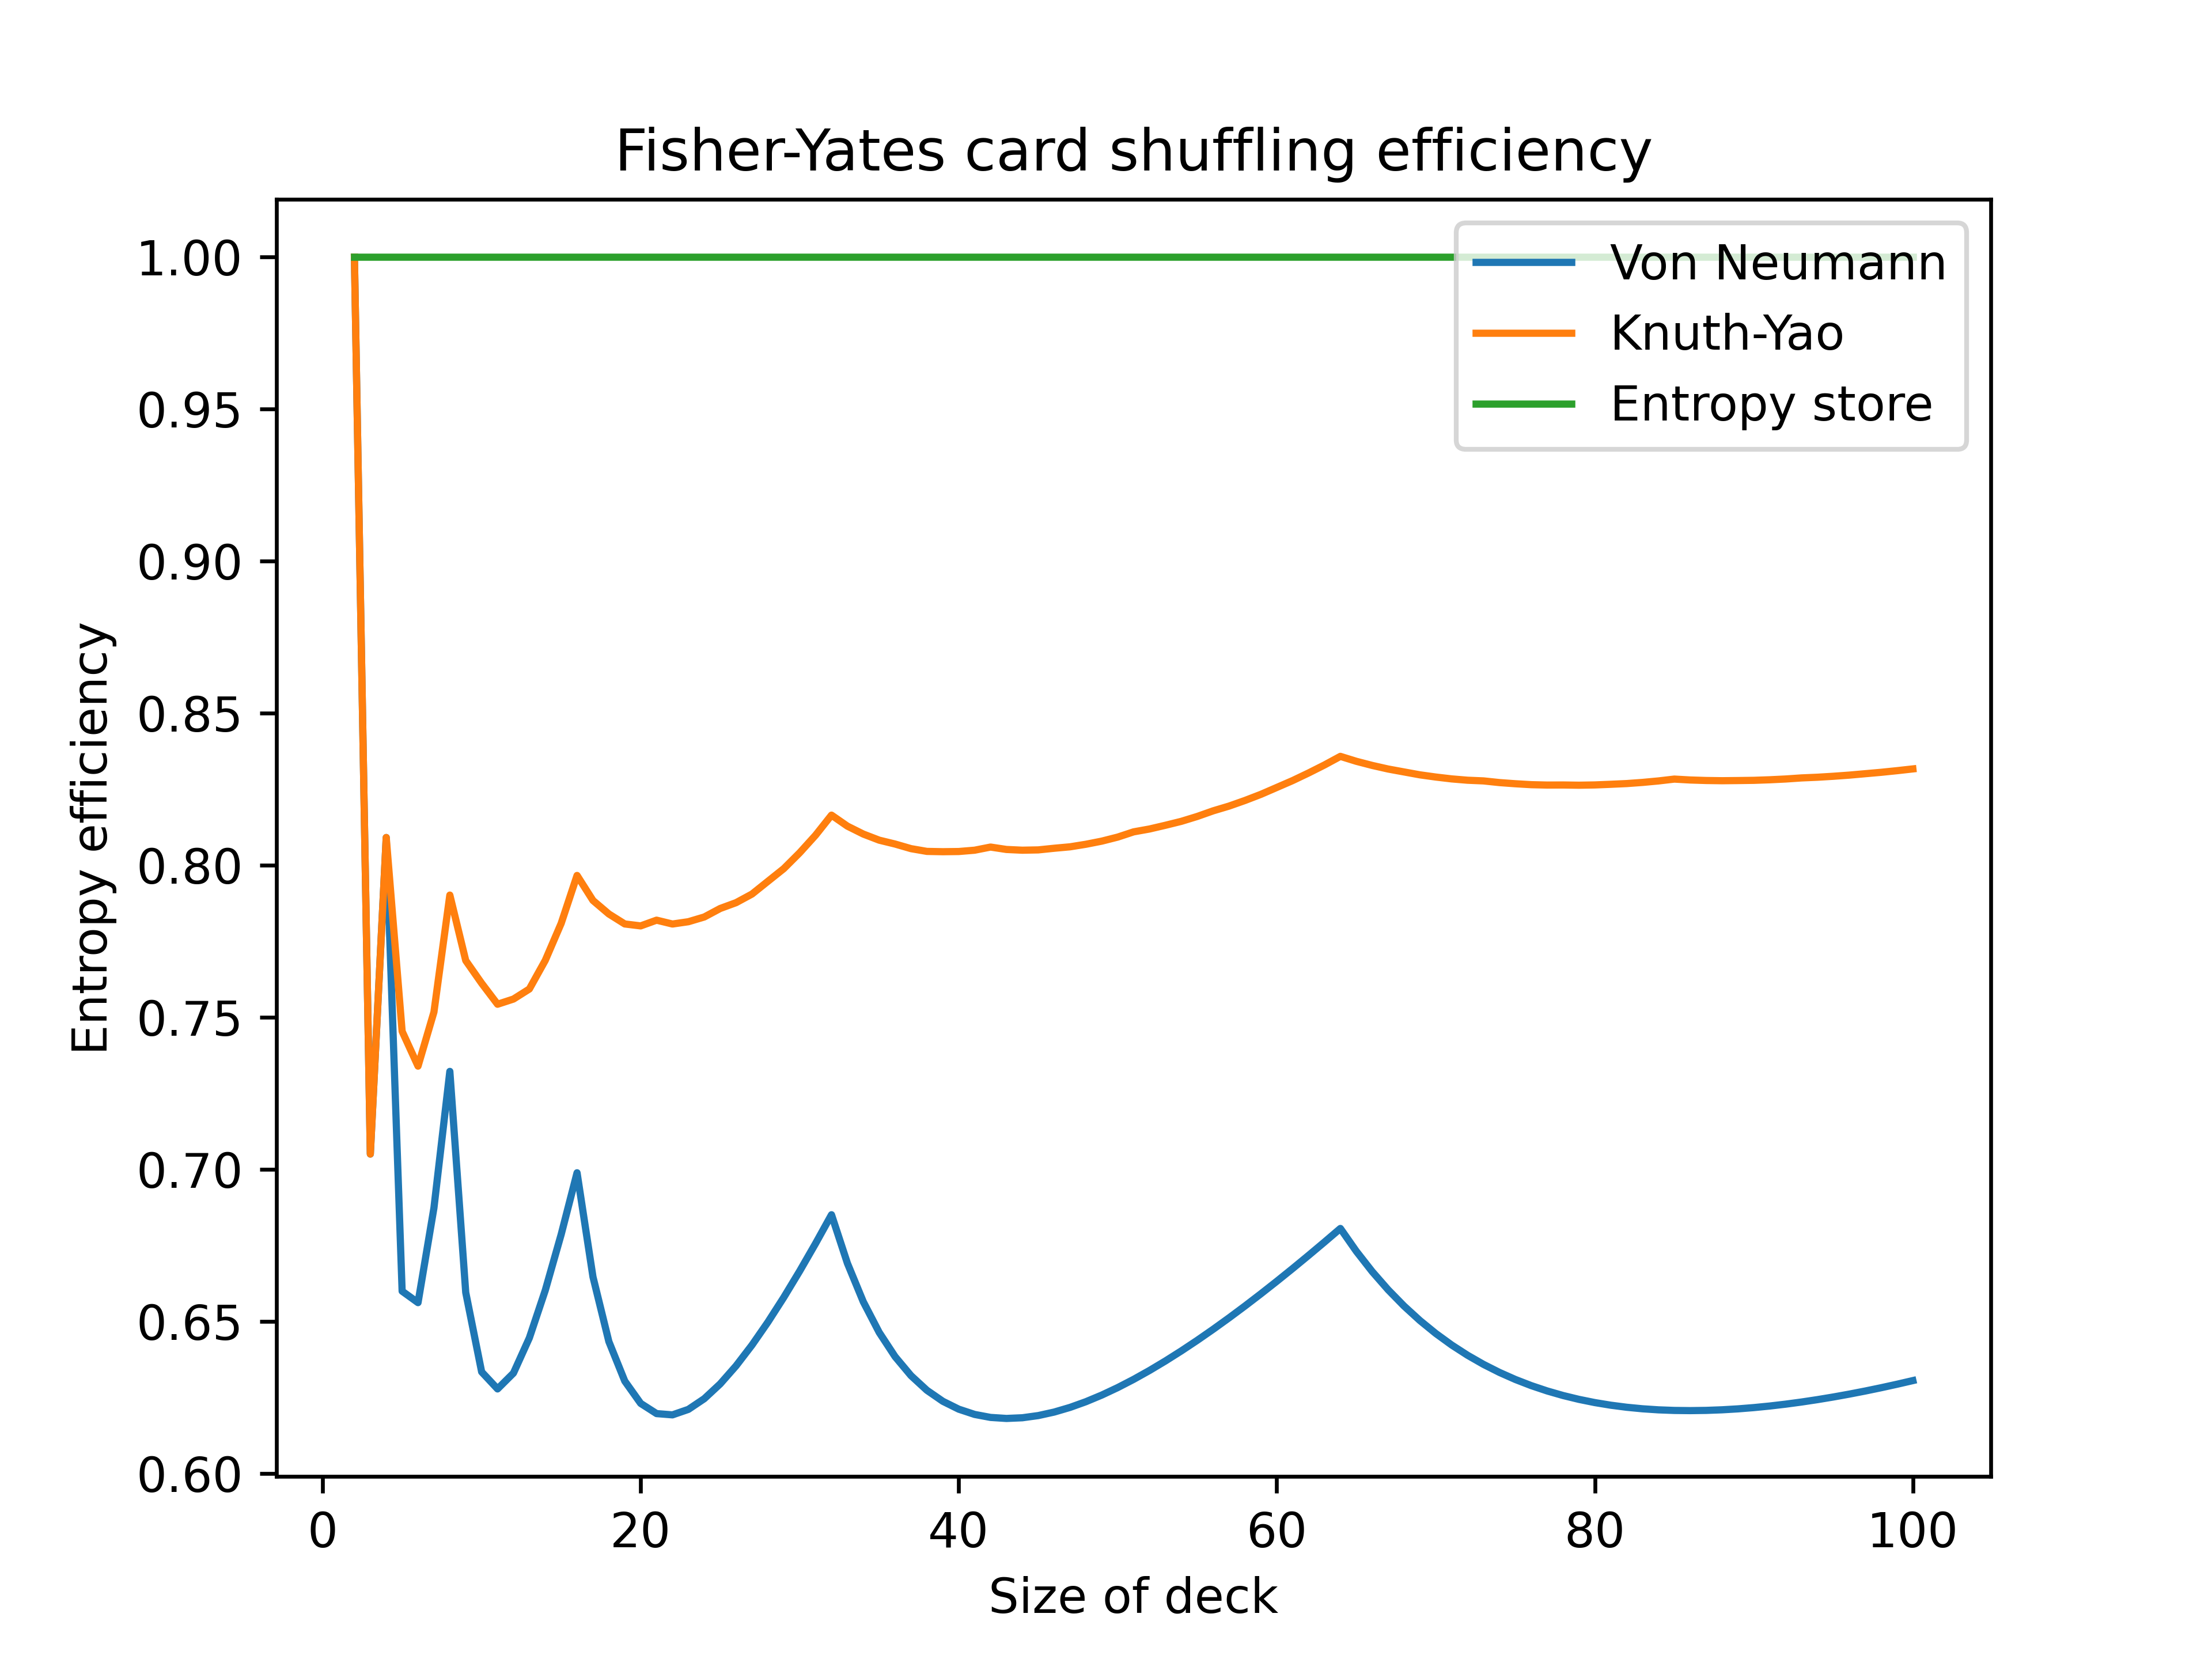 Fisher-Yates card shuffling efficiency
Von Neumann
Knuth-Yao
Entropy store
Entropy efficiency
1.00
0.95
0.90
0.85
0.80
0.75
0.70
0.65
0.60
0 20 40 60 80 100
Size of deck